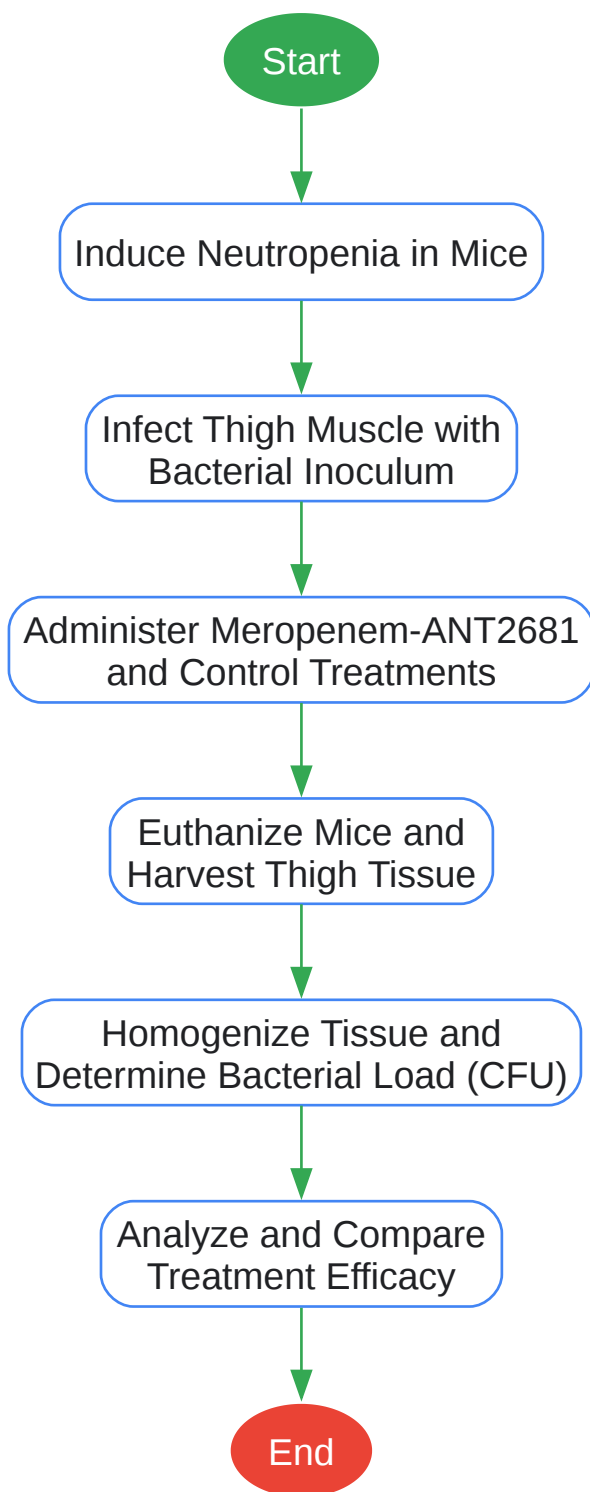 Start
Induce Neutropenia in Mice
Infect Thigh Muscle with
Bacterial Inoculum
Administer Meropenem-ANT2681
and Control Treatments
Euthanize Mice and
Harvest Thigh Tissue
Homogenize Tissue and
Determine Bacterial Load (CFU)
Analyze and Compare
Treatment Efficacy
End